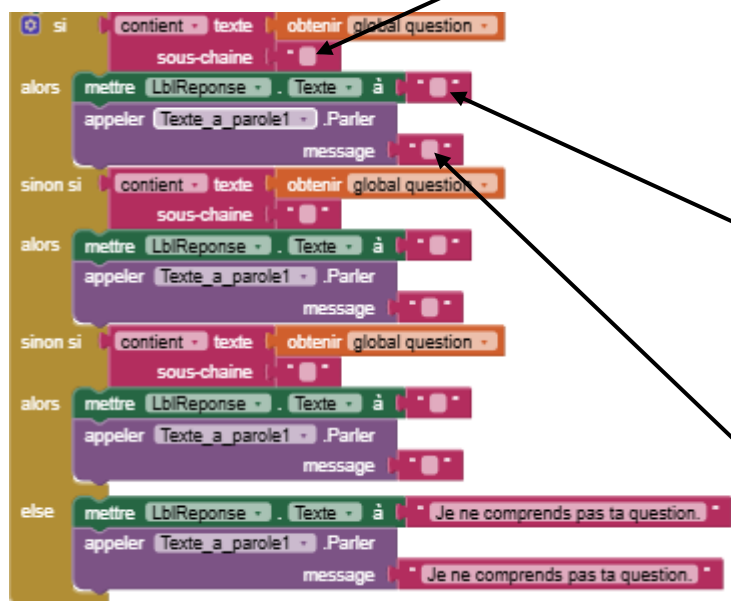 si contient texte obtenir global question
sous-chaine " "
alors mettre LblReponse . Texte à " "
appeler Texte_a_parole1 .Parler
message " "
sinon si contient texte obtenir global question
sous-chaine " "
alors mettre LblReponse . Texte à " "
appeler Texte_a_parole1 .Parler
message " "
sinon si contient texte obtenir global question
sous-chaine " "
alors mettre LblReponse . Texte à " "
appeler Texte_a_parole1 .Parler
message " "
else mettre LblReponse . Texte à " Je ne comprends pas ta question. "
appeler Texte_a_parole1 .Parler
message " Je ne comprends pas ta question. "